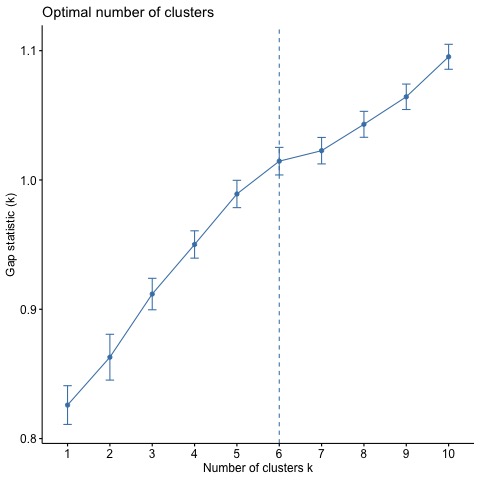 Optimal number of clusters
1.1
1.0
0.9
0.8
Gap statistic (k)
1 2 3 4 5 6 7 8 9 10
Number of clusters k